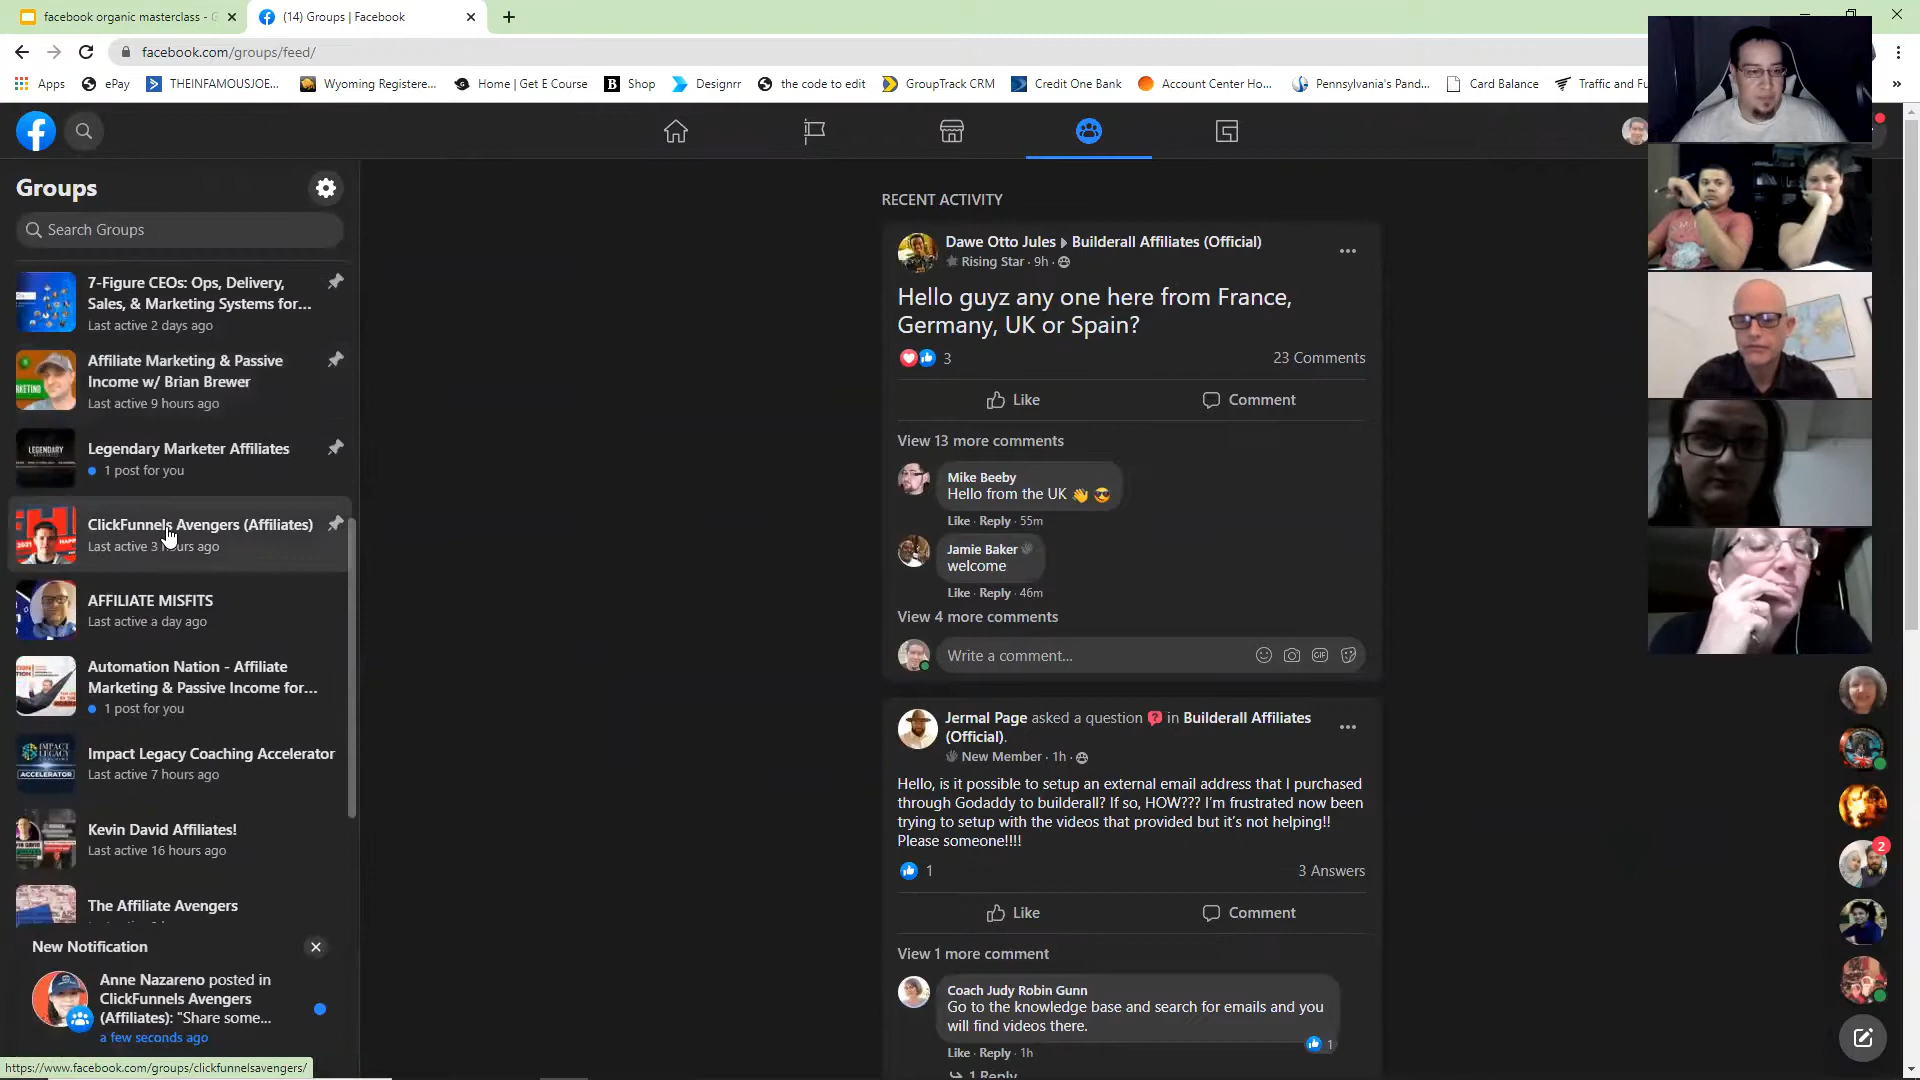 facebook organic masterclass - G
(14) Groups | Facebook
facebook.com/groups/feed/
Apps
ePay
THEINFAMOUSJOE...
Wyoming Registere...
Home | Get E Course
Shop
Designrr
the code to edit
GroupTrack CRM
Credit One Bank
Account Center Ho...
Pennsylvania's Pand...
Card Balance
Traffic and Fu
Groups
Search Groups
7-Figure CEOs: Ops, Delivery,
Sales, & Marketing Systems for...
Last active 2 days ago
Affiliate Marketing & Passive
Income w/ Brian Brewer
Last active 9 hours ago
Legendary Marketer Affiliates
1 post for you
ClickFunnels Avengers (Affiliates)
Last active 3 hours ago
AFFILIATE MISFITS
Last active a day ago
Automation Nation - Affiliate
Marketing & Passive Income for...
1 post for you
Impact Legacy Coaching Accelerator
Last active 7 hours ago
Kevin David Affiliates!
Last active 16 hours ago
The Affiliate Avengers
New Notification
Anne Nazareno posted in
ClickFunnels Avengers
(Affiliates): "Share some...
a few seconds ago
https://www.facebook.com/groups/clickfunnelsavengers/
RECENT ACTIVITY
Dawe Otto Jules Builderall Affiliates (Official)
Rising Star · 9h ·
Hello guyz any one here from France,
Germany, UK or Spain?
3
23 Comments
Like
Comment
View 13 more comments
Mike Beeby
Hello from the UK 👋 😎
Like · Reply · 55m
Jamie Baker
welcome
Like · Reply · 46m
View 4 more comments
Write a comment...
Jermal Page asked a question in Builderall Affiliates
(Official).
New Member · 1h ·
Hello, is it possible to setup an external email address that I purchased
through Godaddy to builderall? If so, HOW??? I'm frustrated now been
trying to setup with the videos that provided but it's not helping!!
Please someone!!!!
1
3 Answers
Like
Comment
View 1 more comment
Coach Judy Robin Gunn
Go to the knowledge base and search for emails and you
will find videos there.
1
Like · Reply · 1h
1 Reply
2